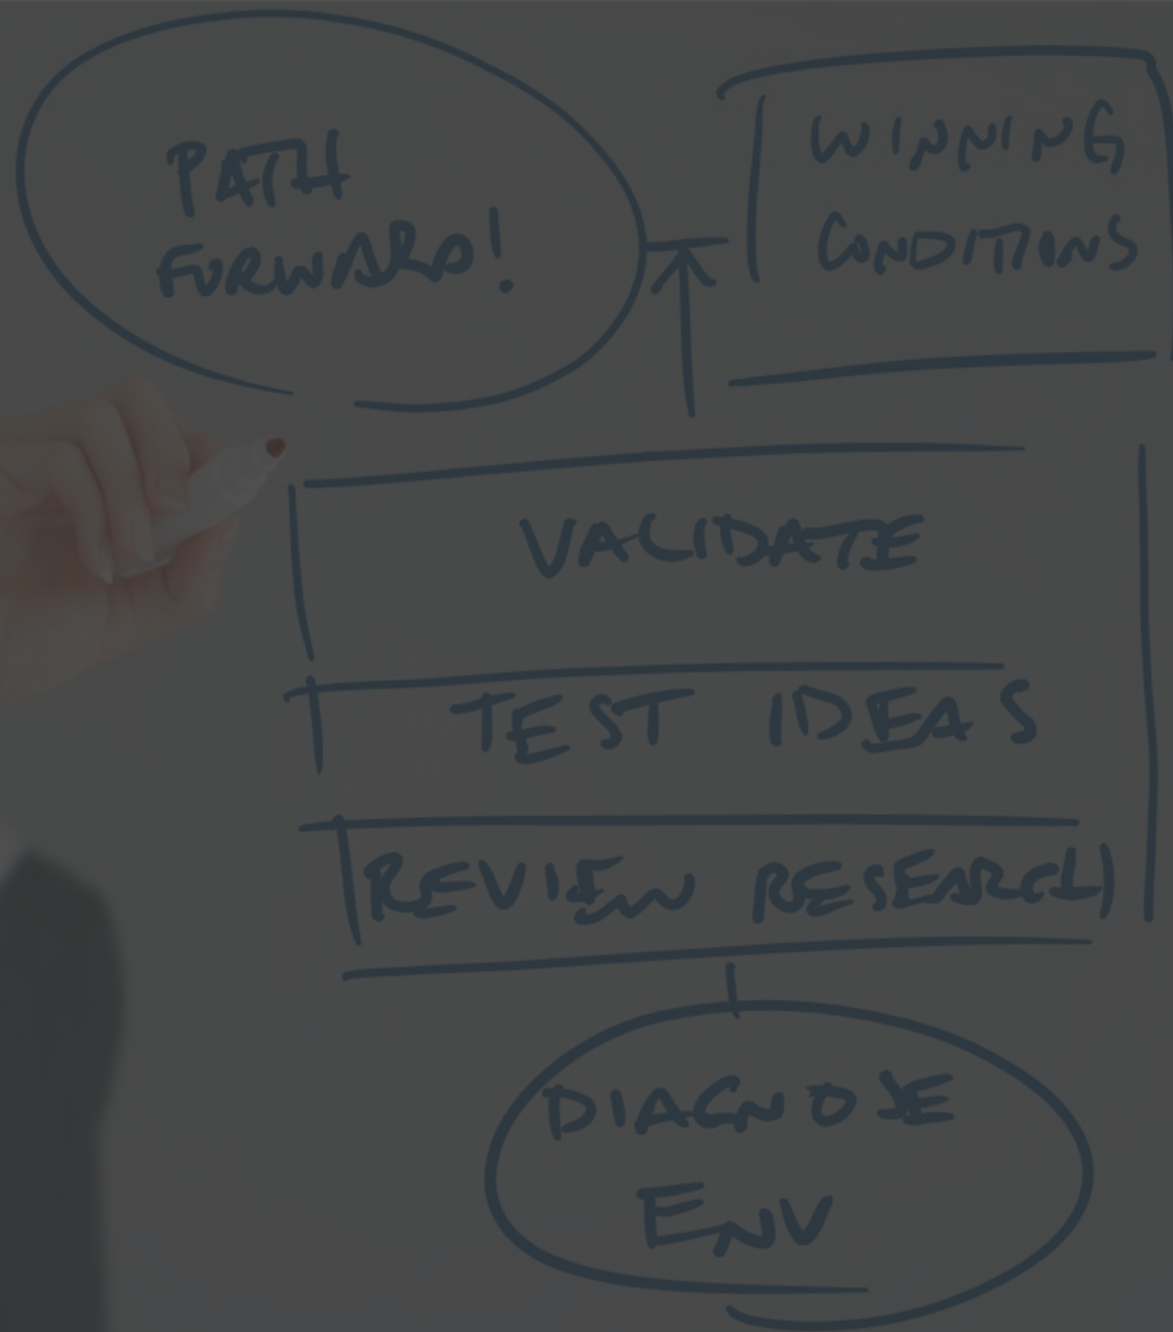 PATH
FORWARD!
WINNING
CONDITIONS
VALIDATE
TEST IDEAS
REVIEW RESEARCH
DIAGNOSE
ENV